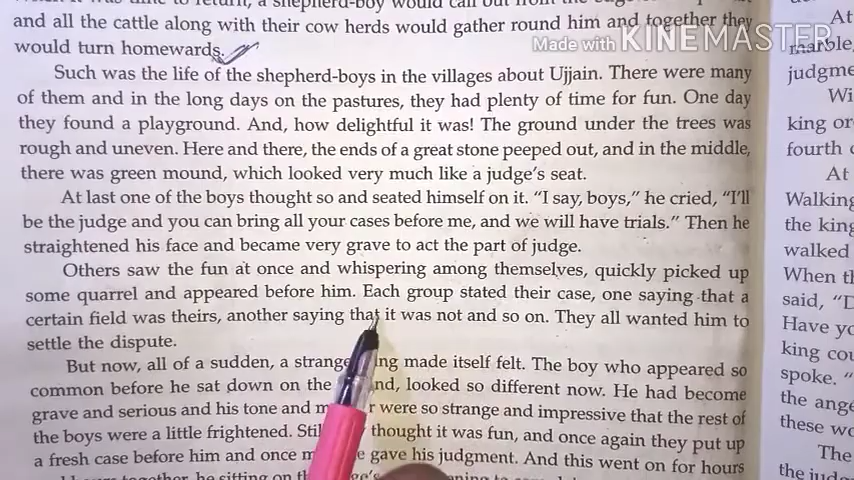 and all the cattle along with their cow herds would gather round him and together they
would turn homewards.
Such was the life of the shepherd-boys in the villages about Ujjain. There were many
of them and in the long days on the pastures, they had plenty of time for fun. One day
they found a playground. And, how delightful it was! The ground under the trees was
rough and uneven. Here and there, the ends of a great stone peeped out, and in the middle,
there was green mound, which looked very much like a judge's seat.
At last one of the boys thought so and seated himself on it. "I say, boys," he cried, "I'll
be the judge and you can bring all your cases before me, and we will have trials." Then he
straightened his face and became very grave to act the part of judge.
Others saw the fun at once and whispering among themselves, quickly picked up
some quarrel and appeared before him. Each group stated their case, one saying that a
certain field was theirs, another saying that it was not and so on. They all wanted him to
settle the dispute.
But now, all of a sudden, a strange ing made itself felt. The boy who appeared so
common before he sat down on the nd, looked so different now. He had become
grave and serious and his tone and m r were so strange and impressive that the rest of
the boys were a little frightened. Stil thought it was fun, and once again they put up
a fresh case before him and once m e gave his judgment. And this went on for hours
Made with KINEMASTER
At
marble,
judgme
Wi
king or
fourth
At
Walking
the king
walked
When th
said, "D
Have yo
king cou
spoke. "
the ange
these wo
The
the judg